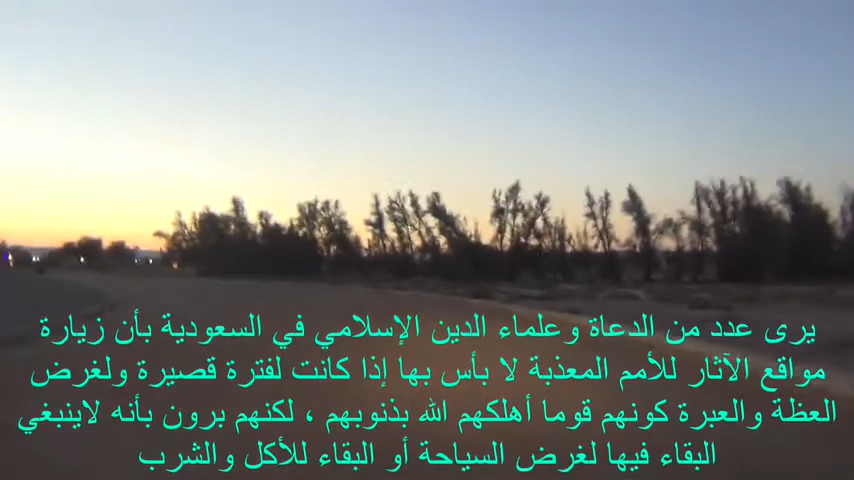 يرى عدد من الدعاة وعلماء الدين الإسلامي في السعودية بأن زيارة
مواقع الآثار للأمم المعذبة لا بأس بها إذا كانت لفترة قصيرة ولغرض
العظة والعبرة كونهم قوما أهلكهم الله بذنوبهم ، لكنهم برون بأنه لاينبغي
البقاء فيها لغرض السياحة أو البقاء للأكل والشرب